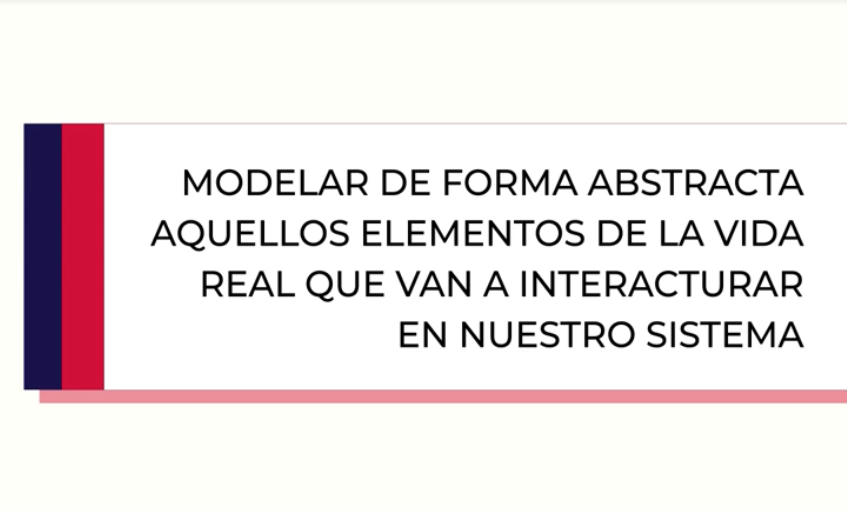 MODELAR DE FORMA ABSTRACTA
AQUELLOS ELEMENTOS DE LA VIDA
REAL QUE VAN A INTERACTURAR
EN NUESTRO SISTEMA